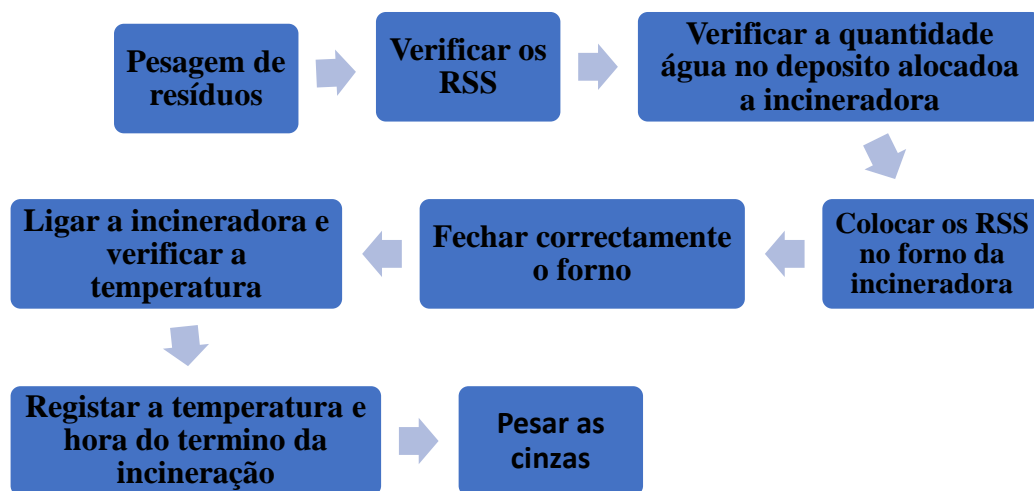 Pesagem de
resíduos
Verificar os
RSS
Verificar a quantidade
água no deposito alocadoa
a incineradora
Colocar os RSS
no forno da
incineradora
Fechar correctamente
o forno
Ligar a incineradora e
verificar a
temperatura
Registar a temperatura e
hora do termino da
incineração
Pesar as
cinzas